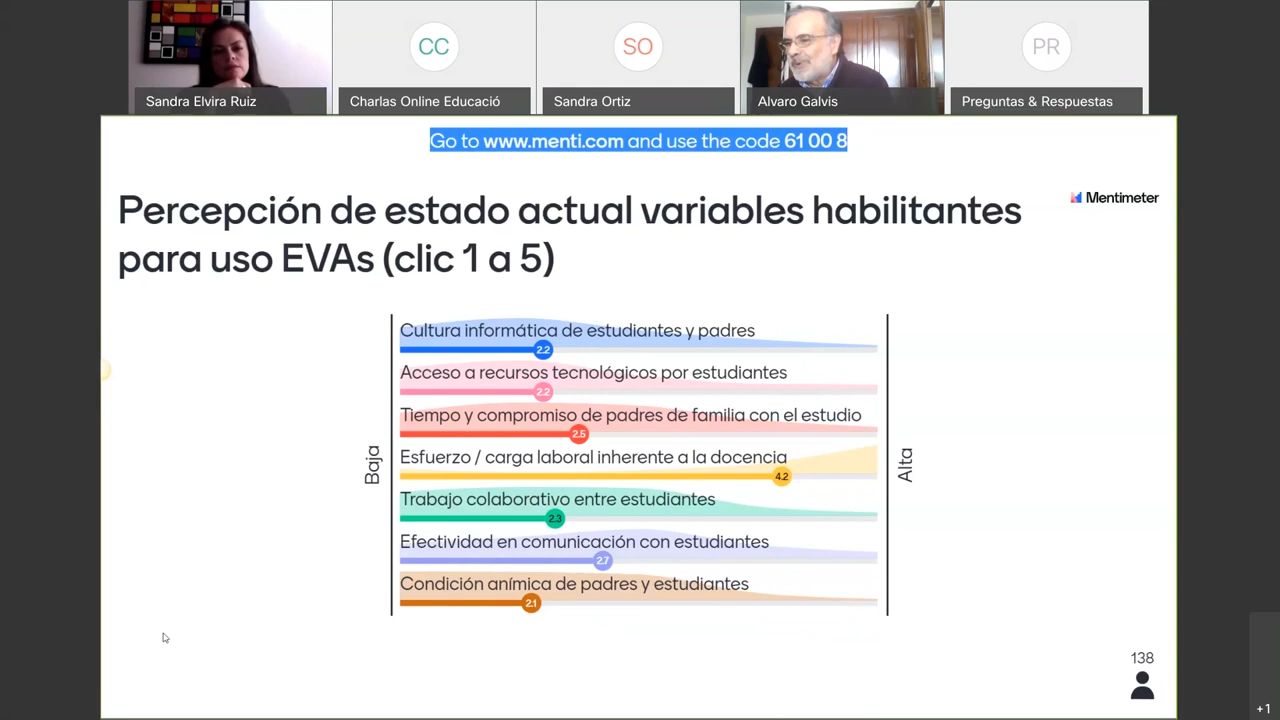 CC
SO
PR
Sandra Elvira Ruiz
Charlas Online Educació
Sandra Ortiz
Alvaro Galvis
Preguntas & Respuestas
Go to www.menti.com and use the code 61 00 8
Mentimeter
Percepción de estado actual variables habilitantes
para uso EVAs (clic 1 a 5)
Baja
Alta
Cultura informática de estudiantes y padres
2.2
Acceso a recursos tecnológicos por estudiantes
2.2
Tiempo y compromiso de padres de familia con el estudio
2.5
Esfuerzo / carga laboral inherente a la docencia
4.2
Trabajo colaborativo entre estudiantes
2.3
Efectividad en comunicación con estudiantes
2.7
Condición anímica de padres y estudiantes
2.1
138
+1